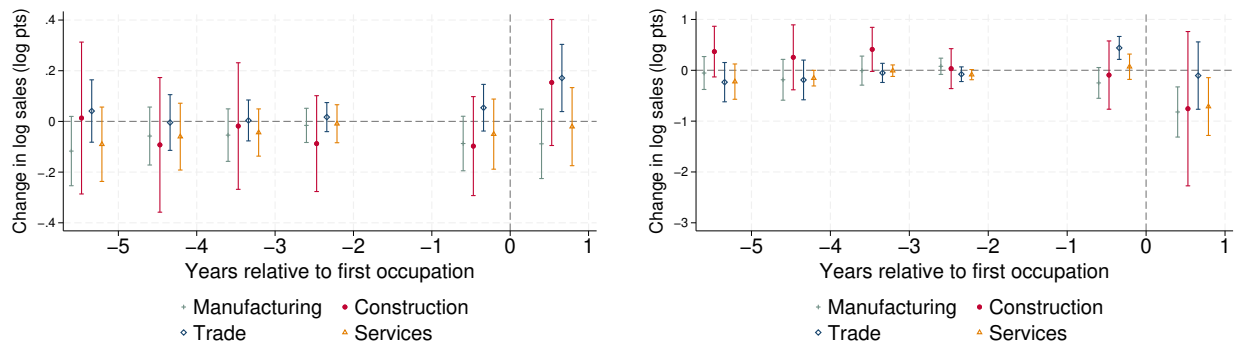 Change in log sales (log pts)
.4
.2
0
-.2
-.4
−5 −4 −3 −2 −1 0 1
Years relative to first occupation
Manufacturing Construction
Trade Services
Change in log sales (log pts)
1
0
-1
-2
-3
−5 −4 −3 −2 −1 0 1
Years relative to first occupation
Manufacturing Construction
Trade Services